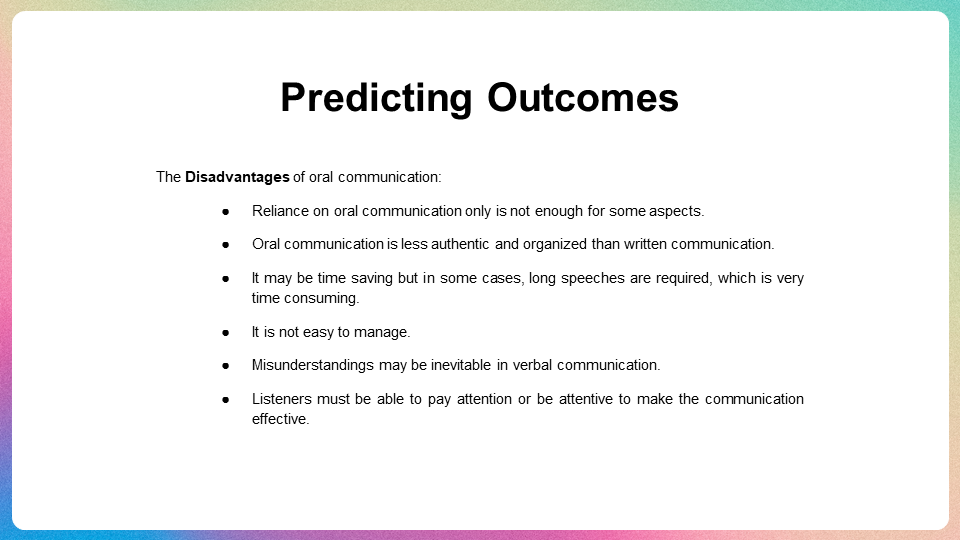 Predicting Outcomes
The Disadvantages of oral communication:
● Reliance on oral communication only is not enough for some aspects.
● Oral communication is less authentic and organized than written communication.
● It may be time saving but in some cases, long speeches are required, which is very
time consuming.
● It is not easy to manage.
● Misunderstandings may be inevitable in verbal communication.
● Listeners must be able to pay attention or be attentive to make the communication
effective.